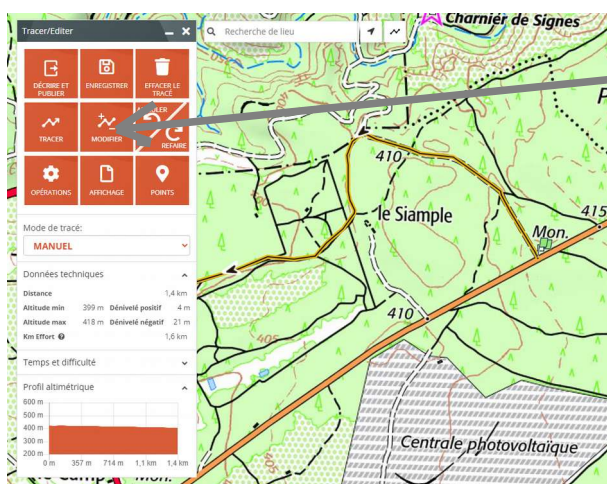 Tracer/Editer
Recherche de lieu
Charnier de Signes
DÉCRIRE ET
PUBLIER
ENREGISTRER
EFFACER LE
TRACÉ
TRACER
MODIFIER
REFAIRE
OPÉRATIONS
AFFICHAGE
POINTS
Mode de tracé:
MANUEL
Données techniques
Distance 1,4 km
Altitude min 399 m Dénivelé positif 4 m
Altitude max 418 m Dénivelé négatif 21 m
Km Effort 1,6 km
Temps et difficulté
Profil altimétrique
600 m
500 m
400 m
300 m
200 m
0 m 357 m 714 m 1,1 km 1,4 km
410
le Siample
415
Mon.
410
405
405
Centrale photovoltaïque
Mon.